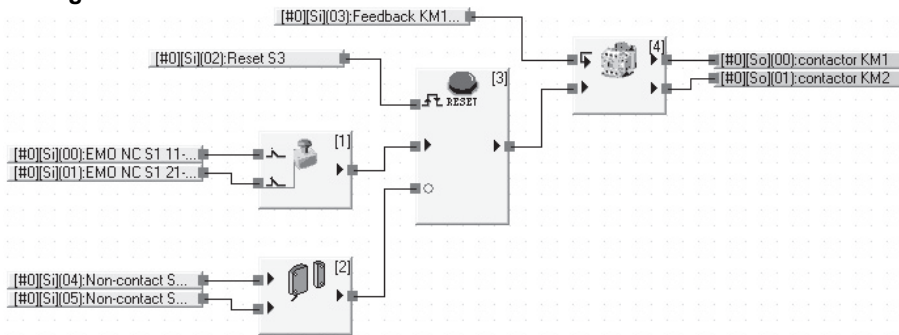 [#0][Si](03):Feedback KM1...
[4]
[#0][Si](02):Reset S3
[#0][So](00):contactor KM1
[#0][So](01):contactor KM2
[3]
RESET
[1]
[#0][Si](00):EMO NC S1 11-...
[#0][Si](01):EMO NC S1 21-...
[2]
[#0][Si](04):Non-contact S...
[#0][Si](05):Non-contact S...